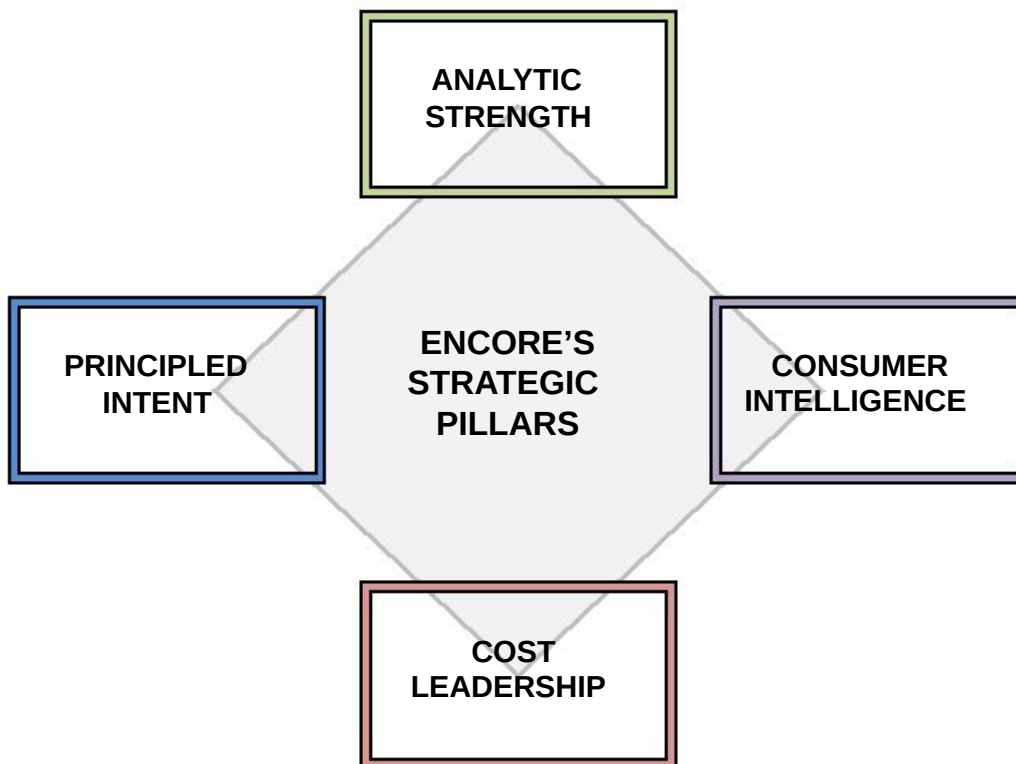 ANALYTIC
STRENGTH
PRINCIPLED
INTENT
ENCORE’S
STRATEGIC
PILLARS
CONSUMER
INTELLIGENCE
COST
LEADERSHIP